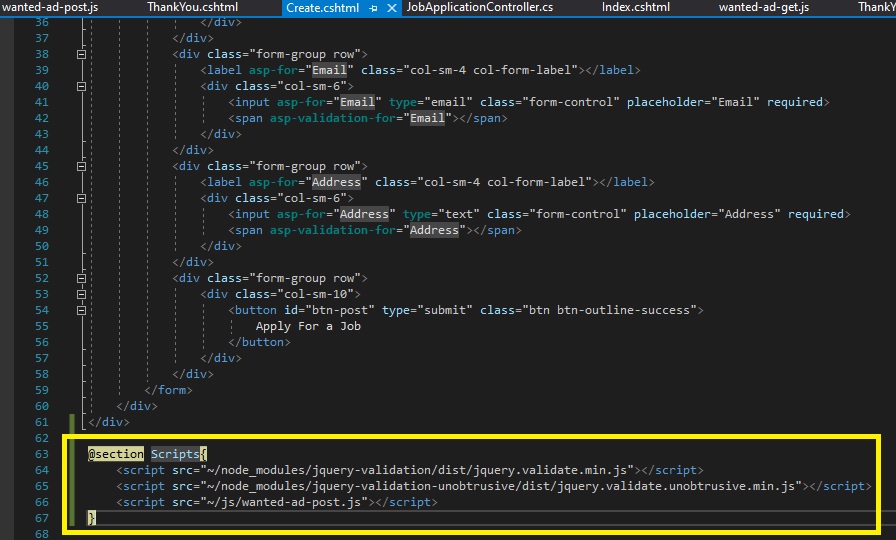 wanted-ad-post.js ThankYou.cshtml Create.cshtml JobApplicationController.cs Index.cshtml wanted-ad-get.js ThankY
36 </div>
37 </div>
38 <div class="form-group row">
39 <label asp-for="Email" class="col-sm-4 col-form-label"></label>
40 <div class="col-sm-6">
41 <input asp-for="Email" type="email" class="form-control" placeholder="Email" required>
42 <span asp-validation-for="Email"></span>
43 </div>
44 </div>
45 <div class="form-group row">
46 <label asp-for="Address" class="col-sm-4 col-form-label"></label>
47 <div class="col-sm-6">
48 <input asp-for="Address" type="text" class="form-control" placeholder="Address" required>
49 <span asp-validation-for="Address"></span>
50 </div>
51 </div>
52 <div class="form-group row">
53 <div class="col-sm-10">
54 <button id="btn-post" type="submit" class="btn btn-outline-success">
55 Apply For a Job
56 </button>
57 </div>
58 </div>
59 </form>
60 </div>
61 </div>
62
63 @section Scripts{
64 <script src="~/node_modules/jquery-validation/dist/jquery.validate.min.js"></script>
65 <script src="~/node_modules/jquery-validation-unobtrusive/dist/jquery.validate.unobtrusive.min.js"></script>
66 <script src="~/js/wanted-ad-post.js"></script>
67 }
68